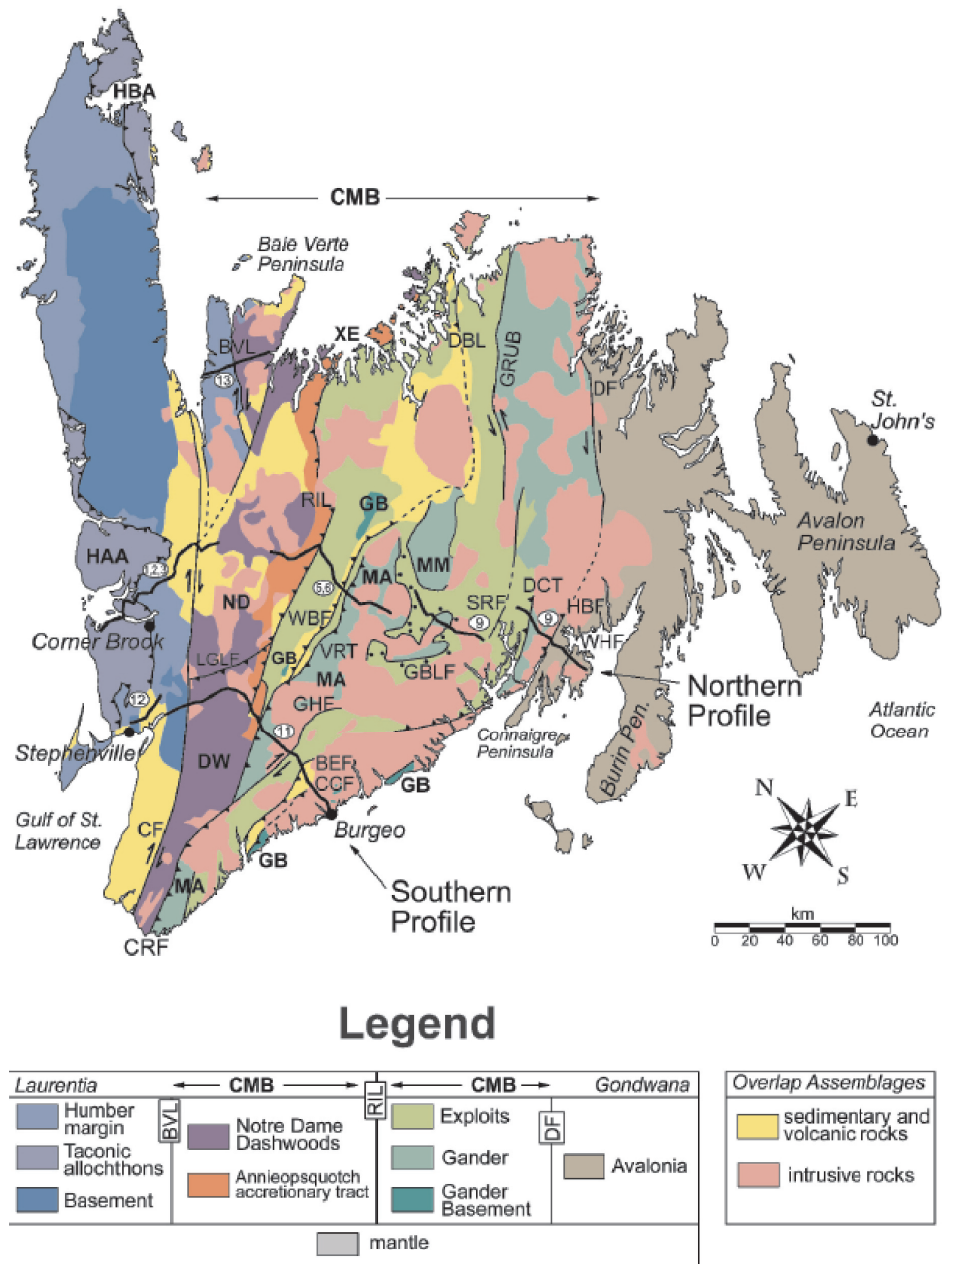 HBA
CMB
Baie Verte
Peninsula
XE
DBL
BVL
GRUB
13
DF
St.
John's
RIL
GB
Avalon
Peninsula
HAA
MM
1,2,3
MA
DCT
ND
WBF
SRF
9
9
HBF
Corner Brook
WHF
LGLF
GB
VRT
MA
GBLF
12
GHF
Northern
Profile
11
Atlantic
Ocean
Stephenville
DW
Connaigre
Peninsula
Burin Pen.
BEF
CCF
GB
Gulf of St.
Lawrence
CF
Burgeo
N
E
W
S
GB
MA
Southern
Profile
km
0 20 40 60 80 100
CRF
Legend
Laurentia
CMB
RIL
CMB
Gondwana
Overlap Assemblages
Humber
margin
BVL
Notre Dame
Dashwoods
Exploits
DF
sedimentary and
volcanic rocks
Taconic
allochthons
Annieopsquotch
accretionary tract
Gander
Avalonia
intrusive rocks
Basement
Gander
Basement
mantle